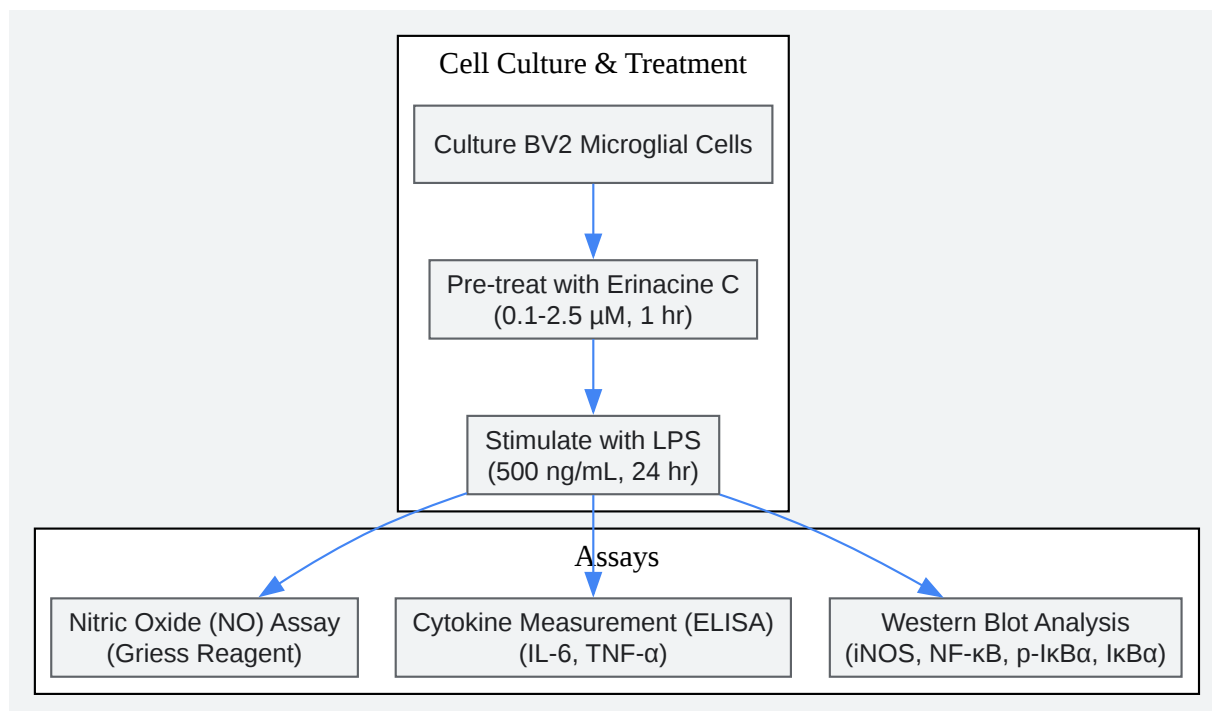 Cell Culture & Treatment
Culture BV2 Microglial Cells
Pre-treat with Erinacine C
(0.1-2.5 µM, 1 hr)
Stimulate with LPS
(500 ng/mL, 24 hr)
Assays
Nitric Oxide (NO) Assay
(Griess Reagent)
Cytokine Measurement (ELISA)
(IL-6, TNF-α)
Western Blot Analysis
(iNOS, NF-κB, p-IκBα, IκBα)